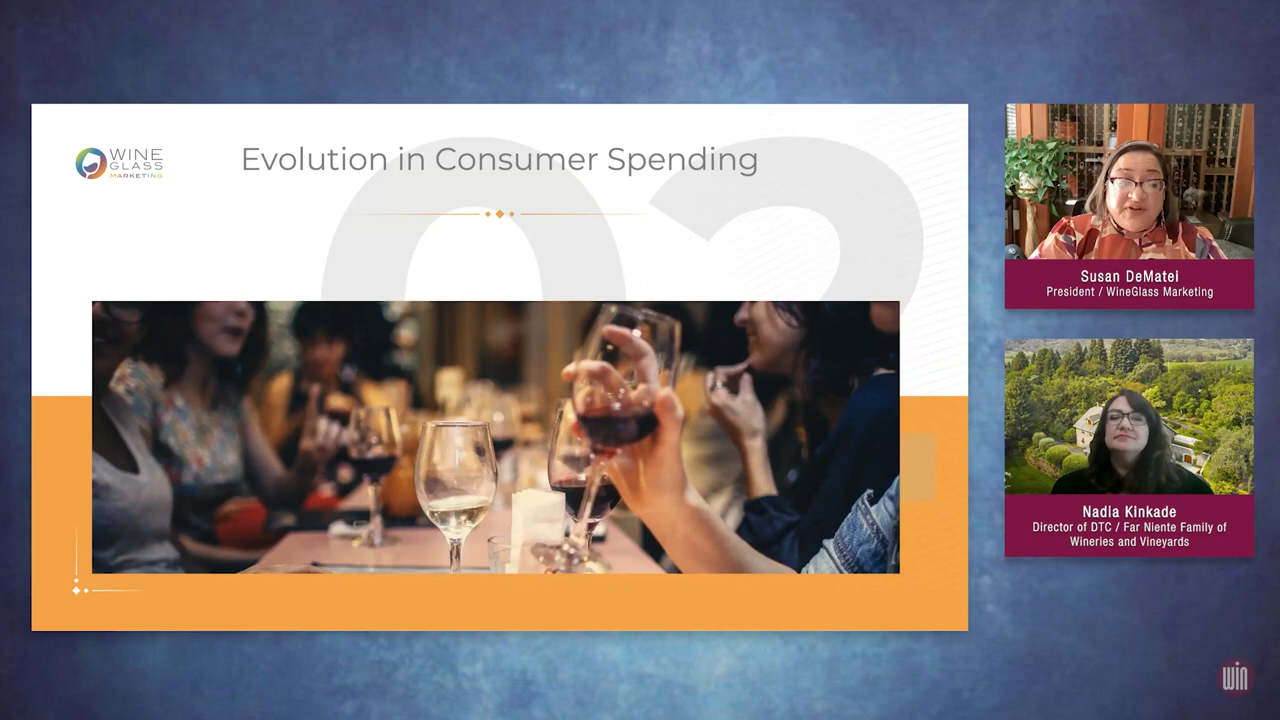 WINE
GLASS
MARKETING
Evolution in Consumer Spending
02
Susan DeMatei
President / WineGlass Marketing
Nadia Kinkade
Director of DTC / Far Niente Family of
Wineries and Vineyards
win